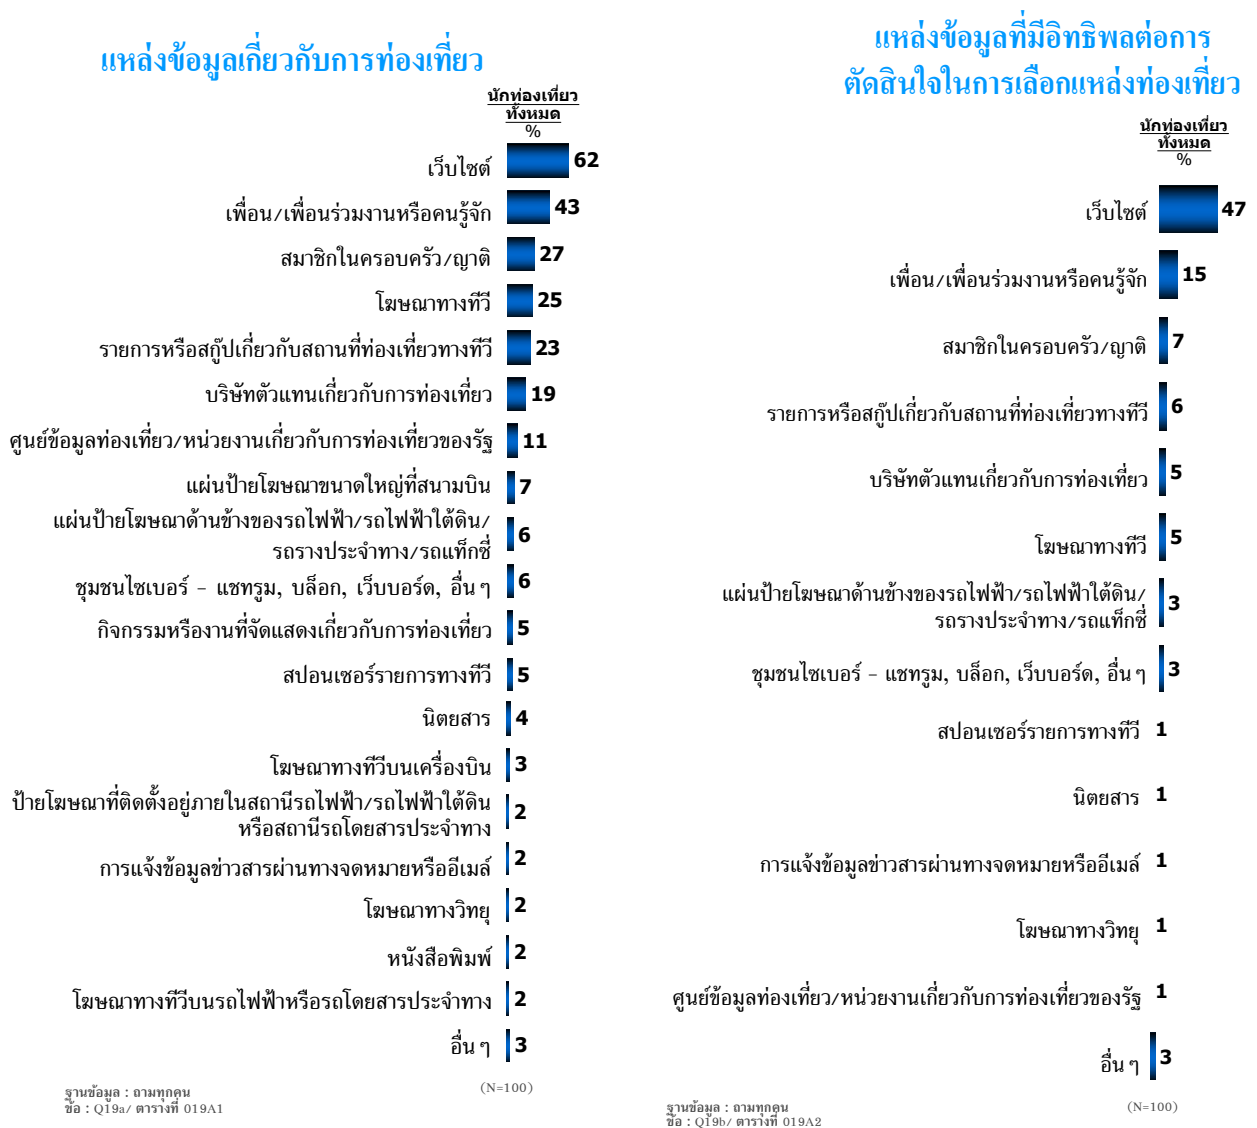 แหล่งข้อมูลเกี่ยวกับการท่องเที่ยว
นักท่องเที่ยว
ทั้งหมด
%
เว็บไซต์ 62
เพื่อน/เพื่อนร่วมงานหรือคนรู้จัก 43
สมาชิกในครอบครัว/ญาติ 27
โฆษณาทางทีวี 25
รายการหรือสกู๊ปเกี่ยวกับสถานที่ท่องเที่ยวทางทีวี 23
บริษัทตัวแทนเกี่ยวกับการท่องเที่ยว 19
ศูนย์ข้อมูลท่องเที่ยว/หน่วยงานเกี่ยวกับการท่องเที่ยวของรัฐ 11
แผ่นป้ายโฆษณาขนาดใหญ่ที่สนามบิน 7
แผ่นป้ายโฆษณาด้านข้างของรถไฟฟ้า/รถไฟฟ้าใต้ดิน/
รถรางประจำทาง/รถแท็กซี่ 6
ชุมชนไซเบอร์ - แชทรูม, บล็อก, เว็บบอร์ด, อื่น ๆ 6
กิจกรรมหรืองานที่จัดแสดงเกี่ยวกับการท่องเที่ยว 5
สปอนเซอร์รายการทางทีวี 5
นิตยสาร 4
โฆษณาทางทีวีบนเครื่องบิน 3
ป้ายโฆษณาที่ติดตั้งอยู่ภายในสถานีรถไฟฟ้า/รถไฟฟ้าใต้ดิน
หรือสถานีรถโดยสารประจำทาง 2
การแจ้งข้อมูลข่าวสารผ่านทางจดหมายหรืออีเมล์ 2
โฆษณาทางวิทยุ 2
หนังสือพิมพ์ 2
โฆษณาทางทีวีบนรถไฟฟ้าหรือรถโดยสารประจำทาง 2
อื่น ๆ 3
(N=100)
ฐานข้อมูล : ถามทุกคน
ข้อ : Q19a/ ตารางที่ 019A1
แหล่งข้อมูลที่มีอิทธิพลต่อการ
ตัดสินใจในการเลือกแหล่งท่องเที่ยว
นักท่องเที่ยว
ทั้งหมด
%
เว็บไซต์ 47
เพื่อน/เพื่อนร่วมงานหรือคนรู้จัก 15
สมาชิกในครอบครัว/ญาติ 7
รายการหรือสกู๊ปเกี่ยวกับสถานที่ท่องเที่ยวทางทีวี 6
บริษัทตัวแทนเกี่ยวกับการท่องเที่ยว 5
โฆษณาทางทีวี 5
แผ่นป้ายโฆษณาด้านข้างของรถไฟฟ้า/รถไฟฟ้าใต้ดิน/
รถรางประจำทาง/รถแท็กซี่ 3
ชุมชนไซเบอร์ - แชทรูม, บล็อก, เว็บบอร์ด, อื่น ๆ 3
สปอนเซอร์รายการทางทีวี 1
นิตยสาร 1
การแจ้งข้อมูลข่าวสารผ่านทางจดหมายหรืออีเมล์ 1
โฆษณาทางวิทยุ 1
ศูนย์ข้อมูลท่องเที่ยว/หน่วยงานเกี่ยวกับการท่องเที่ยวของรัฐ 1
อื่น ๆ 3
(N=100)
ฐานข้อมูล : ถามทุกคน
ข้อ : Q19b/ ตารางที่ 019A2